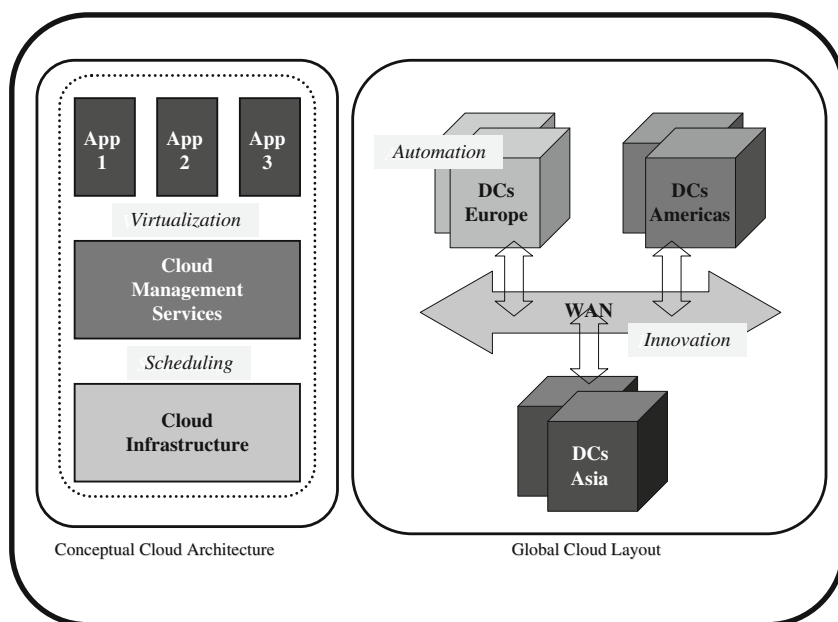 App
1
App
2
App
3
Virtualization
Cloud
Management
Services
Scheduling
Cloud
Infrastructure
Conceptual Cloud Architecture
Automation
DCs
Europe
DCs
Americas
WAN
Innovation
DCs
Asia
Global Cloud Layout